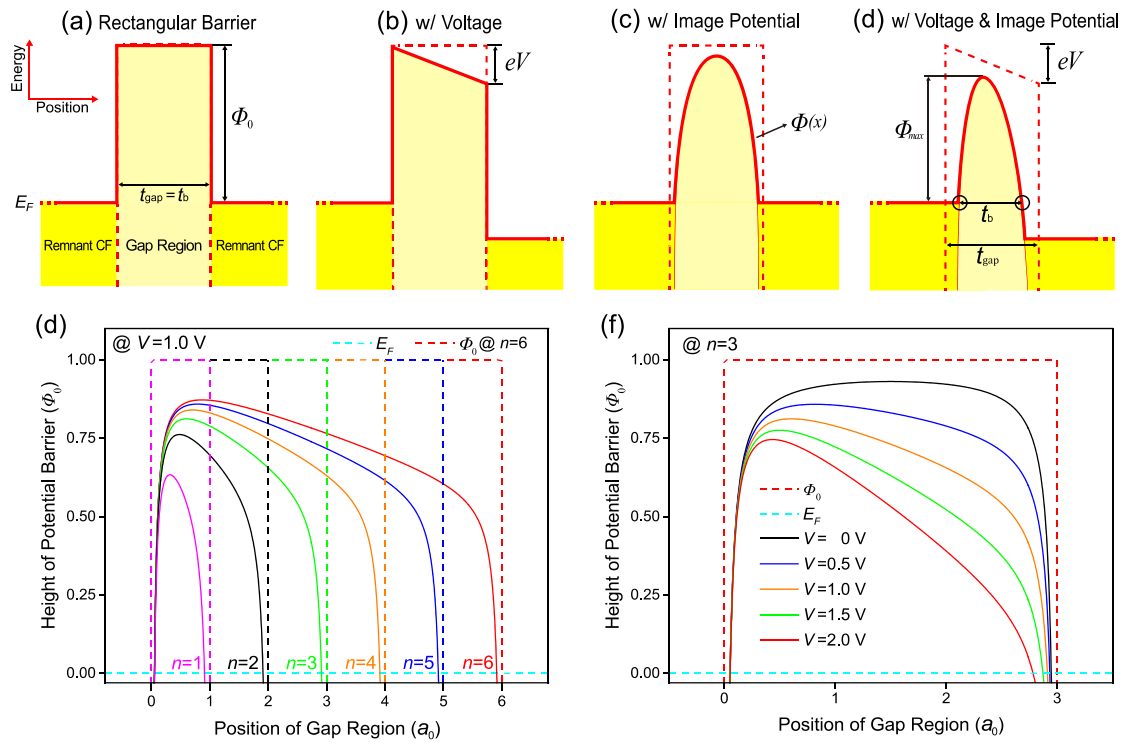 (a) Rectangular Barrier
(b) w/ Voltage
(c) w/ Image Potential
(d) w/ Voltage & Image Potential
Energy
Position
Φ0
tgap = tb
EF
Remnant CF
Gap Region
Remnant CF
eV
Φ(x)
eV
Φmax
tb
tgap
(d)
@ V=1.0 V
EF
Φ0 @ n=6
Height of Potential Barrier (Φ0)
1.00
0.75
0.50
0.25
0.00
n=1
n=2
n=3
n=4
n=5
n=6
0 1 2 3 4 5 6
Position of Gap Region (a0)
(f)
@ n=3
Height of Potential Barrier (Φ0)
1.00
0.75
0.50
0.25
0.00
Φ0
EF
V= 0 V
V=0.5 V
V=1.0 V
V=1.5 V
V=2.0 V
0 1 2 3
Position of Gap Region (a0)